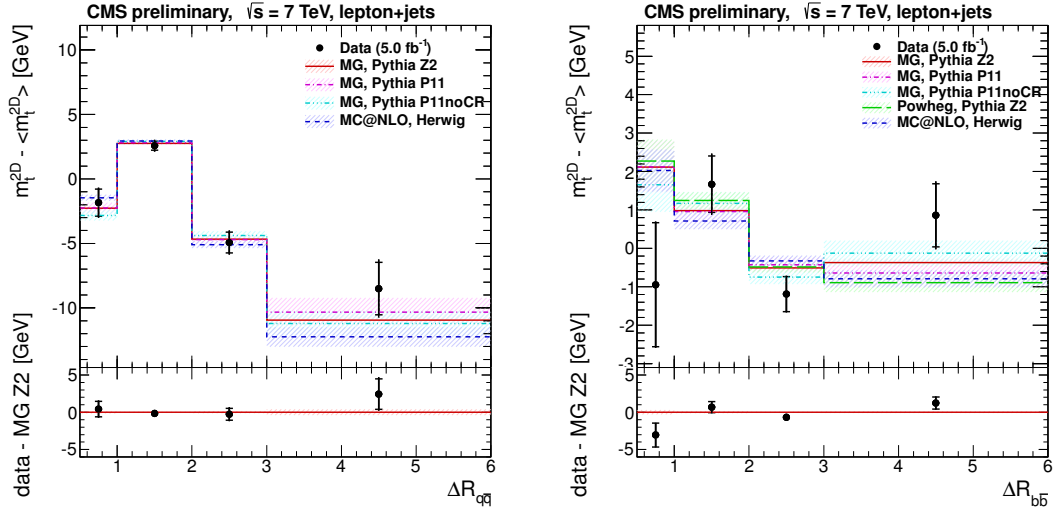 CMS preliminary, √s = 7 TeV, lepton+jets
m_t^2D - <m_t^2D> [GeV]
10
5
0
-5
-10
Data (5.0 fb⁻¹)
MG, Pythia Z2
MG, Pythia P11
MG, Pythia P11noCR
MC@NLO, Herwig
data - MG Z2 [GeV]
5
0
-5
1 2 3 4 5 6
ΔR_qq̅
CMS preliminary, √s = 7 TeV, lepton+jets
m_t^2D - <m_t^2D> [GeV]
5
4
3
2
1
0
-1
-2
-3
Data (5.0 fb⁻¹)
MG, Pythia Z2
MG, Pythia P11
MG, Pythia P11noCR
Powheg, Pythia Z2
MC@NLO, Herwig
data - MG Z2 [GeV]
5
0
-5
1 2 3 4 5 6
ΔR_bb̅